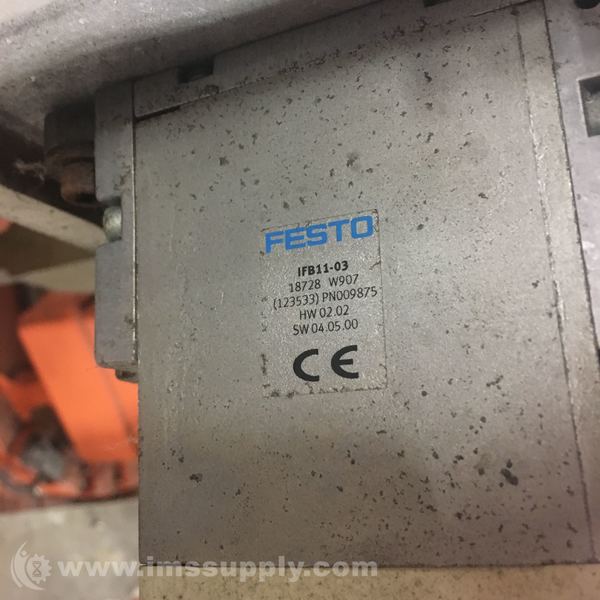 FESTO
IFB11-03
18728 W907
(123533) PN009875
HW 02.02
SW 04.05.00
CE
www.imssupply.com